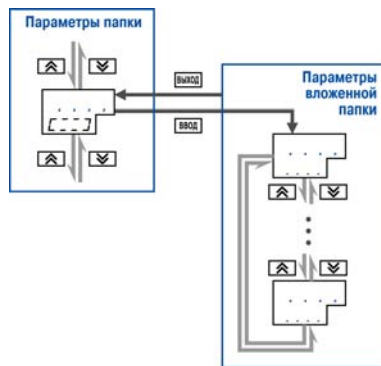 Параметры папки
ВЫХОД
ВВОД
Параметры
вложенной
папки